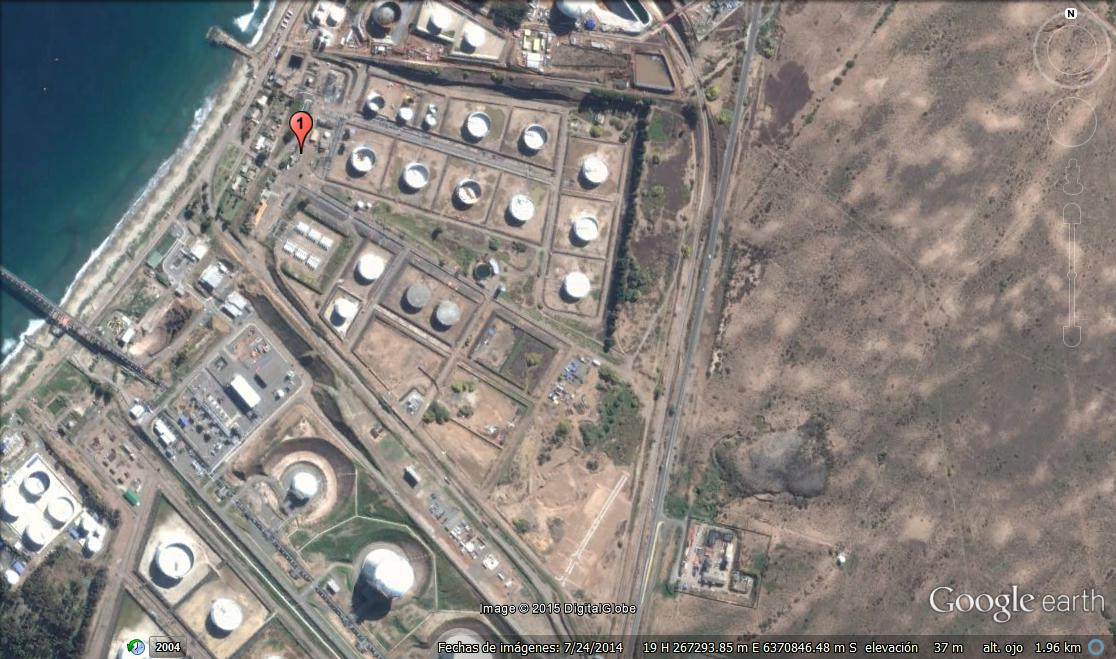 N
1
Image © 2015 DigitalGlobe
Google earth
2004
Fechas de imágenes: 7/24/2014 19 H 267293.85 m E 6370846.48 m S elevación 37 m alt. ojo 1.96 km